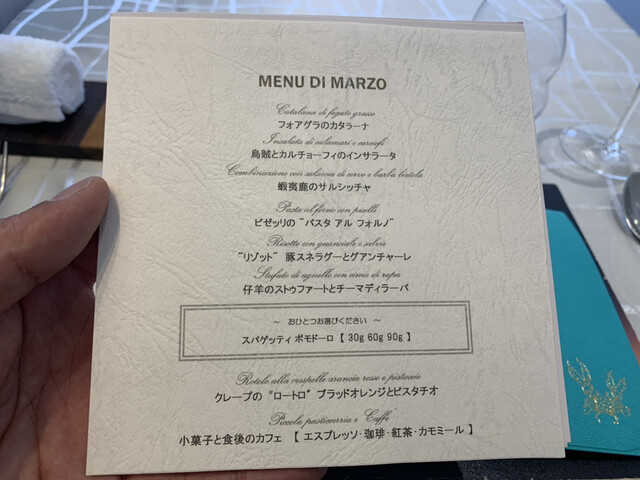 MENU DI MARZO
Catalana di fegato grasso
フォアグラのカタラーナ
Insalata di calamari e carciofi
烏賊とカルチョーフィのインサラータ
Combinazione con salsiccia di cervo e barba bietola
蝦夷鹿のサルシッチャ
Pasta al forno con piselli
ピゼッリの"パスタ アル フォルノ"
Risotto con guanciale e salvia
"リゾット" 豚スネラグーとグアンチャーレ
Stufato di agnello con cimis di rapa
仔羊のストゥファートとチーマディラーパ
～ おひとつお選びください ～
スパゲッティ ポモドーロ 【 30g 60g 90g 】
Rotolo alla crespelle arancia rosse e pistaccio
クレープの "ロートロ" ブラッドオレンジとピスタチオ
Piccola pasticerria e Caffè
小菓子と食後のカフェ 【 エスプレッソ・珈琲・紅茶・カモミール 】